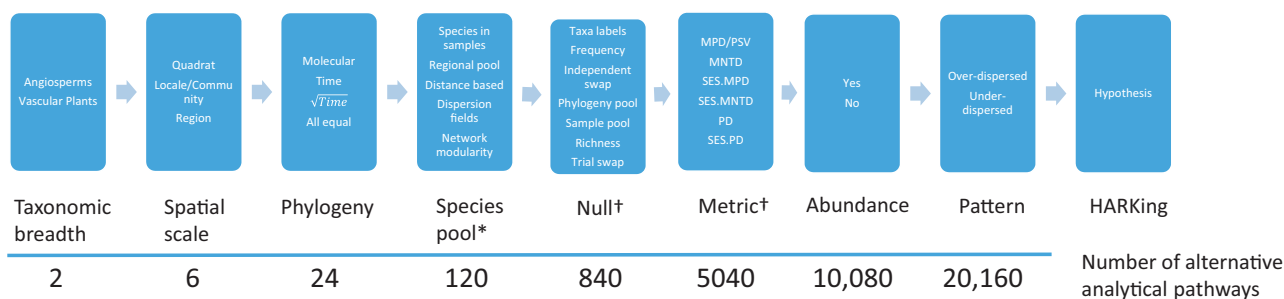 Angiosperms
Vascular Plants
Quadrat
Locale/Commu
nity
Region
Molecular
Time
√Time
All equal
Species in
samples
Regional pool
Distance based
Dispersion
fields
Network
modularity
Taxa labels
Frequency
Independent
swap
Phylogeny pool
Sample pool
Richness
Trial swap
MPD/PSV
MNTD
SES.MPD
SES.MNTD
PD
SES.PD
Yes
No
Over-dispersed
Under-
dispersed
Hypothesis
Taxonomic
breadth
Spatial
scale
Phylogeny
Species
pool*
Null†
Metric†
Abundance
Pattern
HARKing
2
6
24
120
840
5040
10,080
20,160
Number of alternative
analytical pathways